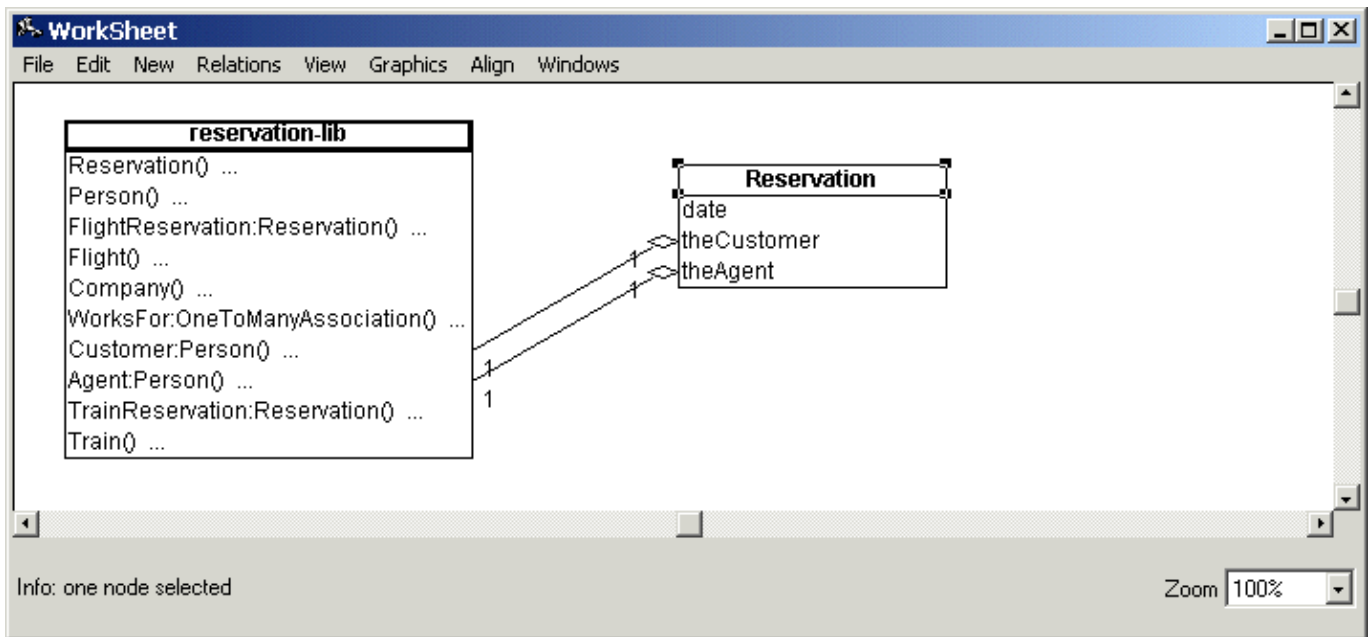 WorkSheet
File Edit New Relations View Graphics Align Windows
reservation-lib
Reservation() ...
Person() ...
FlightReservation:Reservation() ...
Flight() ...
Company() ...
WorksFor:OneToManyAssociation() ...
Customer:Person() ...
Agent:Person() ...
TrainReservation:Reservation() ...
Train() ...
1
1
1
1
Reservation
date
theCustomer
theAgent
Info: one node selected
Zoom 100%